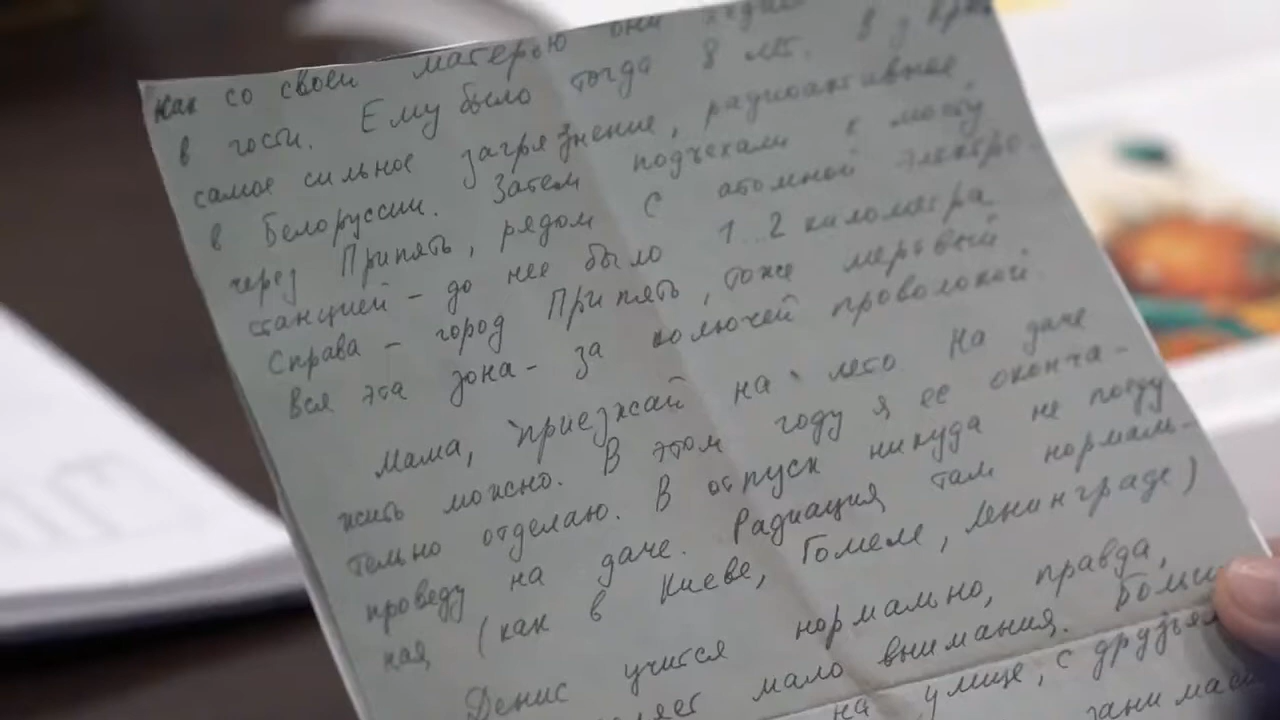 как со своей матерью они ходили
в гости. Ему было тогда 8 лет. В
самое сильное загрязнение, радиоактивное,
в Белоруссии. Затем подъехали к мосту
через Припять, рядом с атомной электро-
станцией – до нее было 1...2 километра.
Справа – город Припять, тоже мертвый.
Вся эта зона – за колючей проволокой.
Мама, приезжай на лето. На даче
жить можно. В этом году я ее оконча-
тельно отделаю. В отпуск никуда не поеду
проведу на даче. Радиация там нормаль-
ная (как в Киеве, Гомеле, Ленинграде)
Денис учится нормально, правда,
мало внимания.
на улице, с